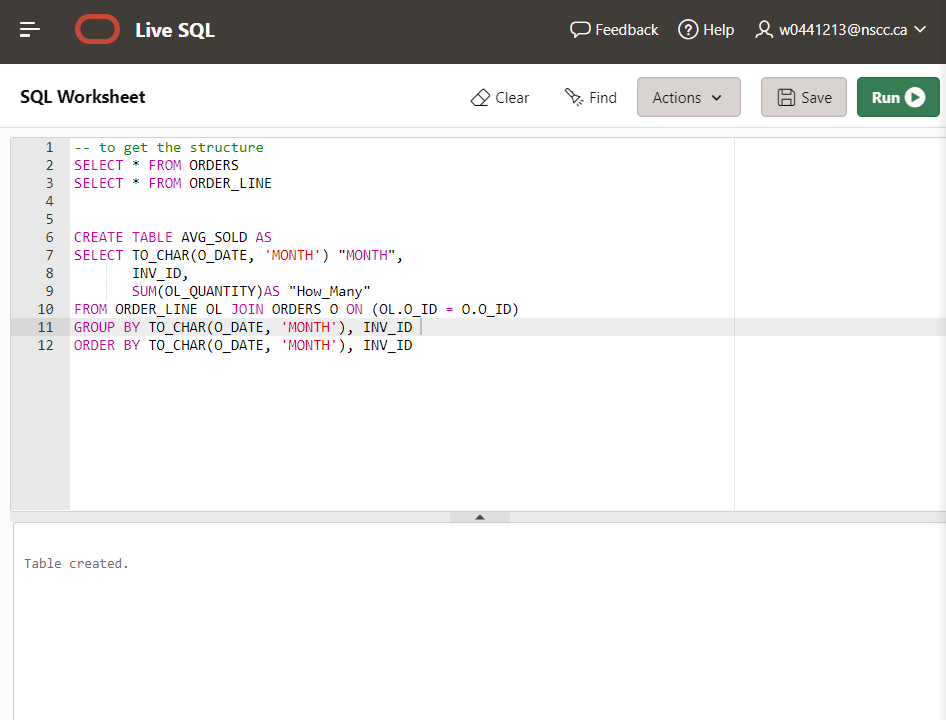 Live SQL
Feedback
Help
w0441213@nscc.ca
SQL Worksheet
Clear
Find
Actions
Save
Run
1 -- to get the structure
2 SELECT * FROM ORDERS
3 SELECT * FROM ORDER_LINE
4
5
6 CREATE TABLE AVG_SOLD AS
7 SELECT TO_CHAR(O_DATE, 'MONTH') "MONTH",
8 INV_ID,
9 SUM(OL_QUANTITY)AS "How_Many"
10 FROM ORDER_LINE OL JOIN ORDERS O ON (OL.O_ID = O.O_ID)
11 GROUP BY TO_CHAR(O_DATE, 'MONTH'), INV_ID
12 ORDER BY TO_CHAR(O_DATE, 'MONTH'), INV_ID
Table created.